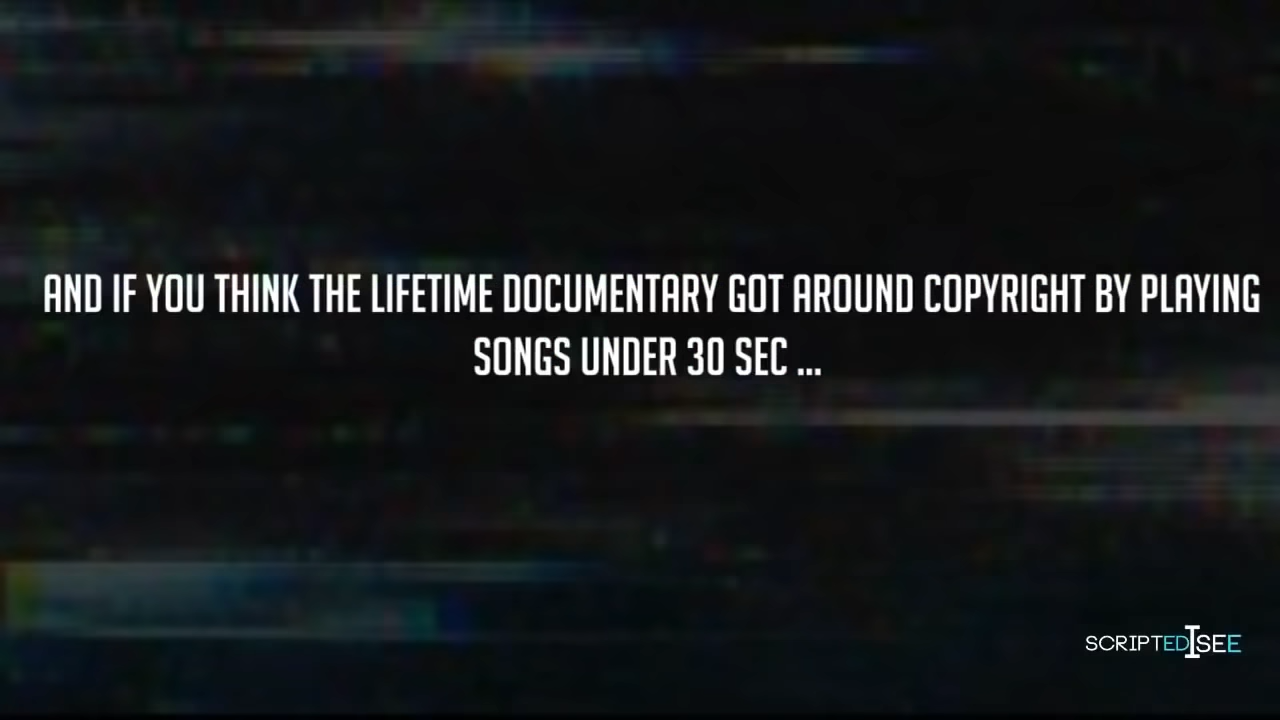 AND IF YOU THINK THE LIFETIME DOCUMENTARY GOT AROUND COPYRIGHT BY PLAYING
SONGS UNDER 30 SEC ...
SCRIPTEDISEE